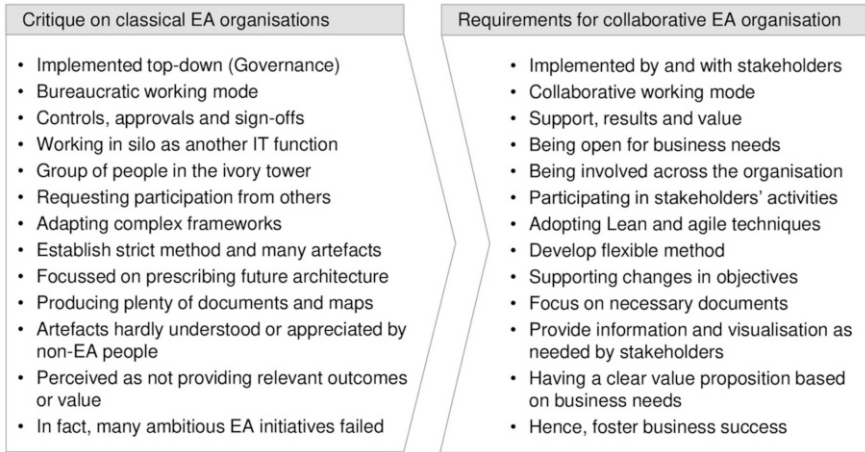 Critique on classical EA organisations
• Implemented top-down (Governance)
• Bureaucratic working mode
• Controls, approvals and sign-offs
• Working in silo as another IT function
• Group of people in the ivory tower
• Requesting participation from others
• Adapting complex frameworks
• Establish strict method and many artefacts
• Focussed on prescribing future architecture
• Producing plenty of documents and maps
• Artefacts hardly understood or appreciated by
non-EA people
• Perceived as not providing relevant outcomes
or value
• In fact, many ambitious EA initiatives failed
Requirements for collaborative EA organisation
• Implemented by and with stakeholders
• Collaborative working mode
• Support, results and value
• Being open for business needs
• Being involved across the organisation
• Participating in stakeholders' activities
• Adopting Lean and agile techniques
• Develop flexible method
• Supporting changes in objectives
• Focus on necessary documents
• Provide information and visualisation as
needed by stakeholders
• Having a clear value proposition based
on business needs
• Hence, foster business success